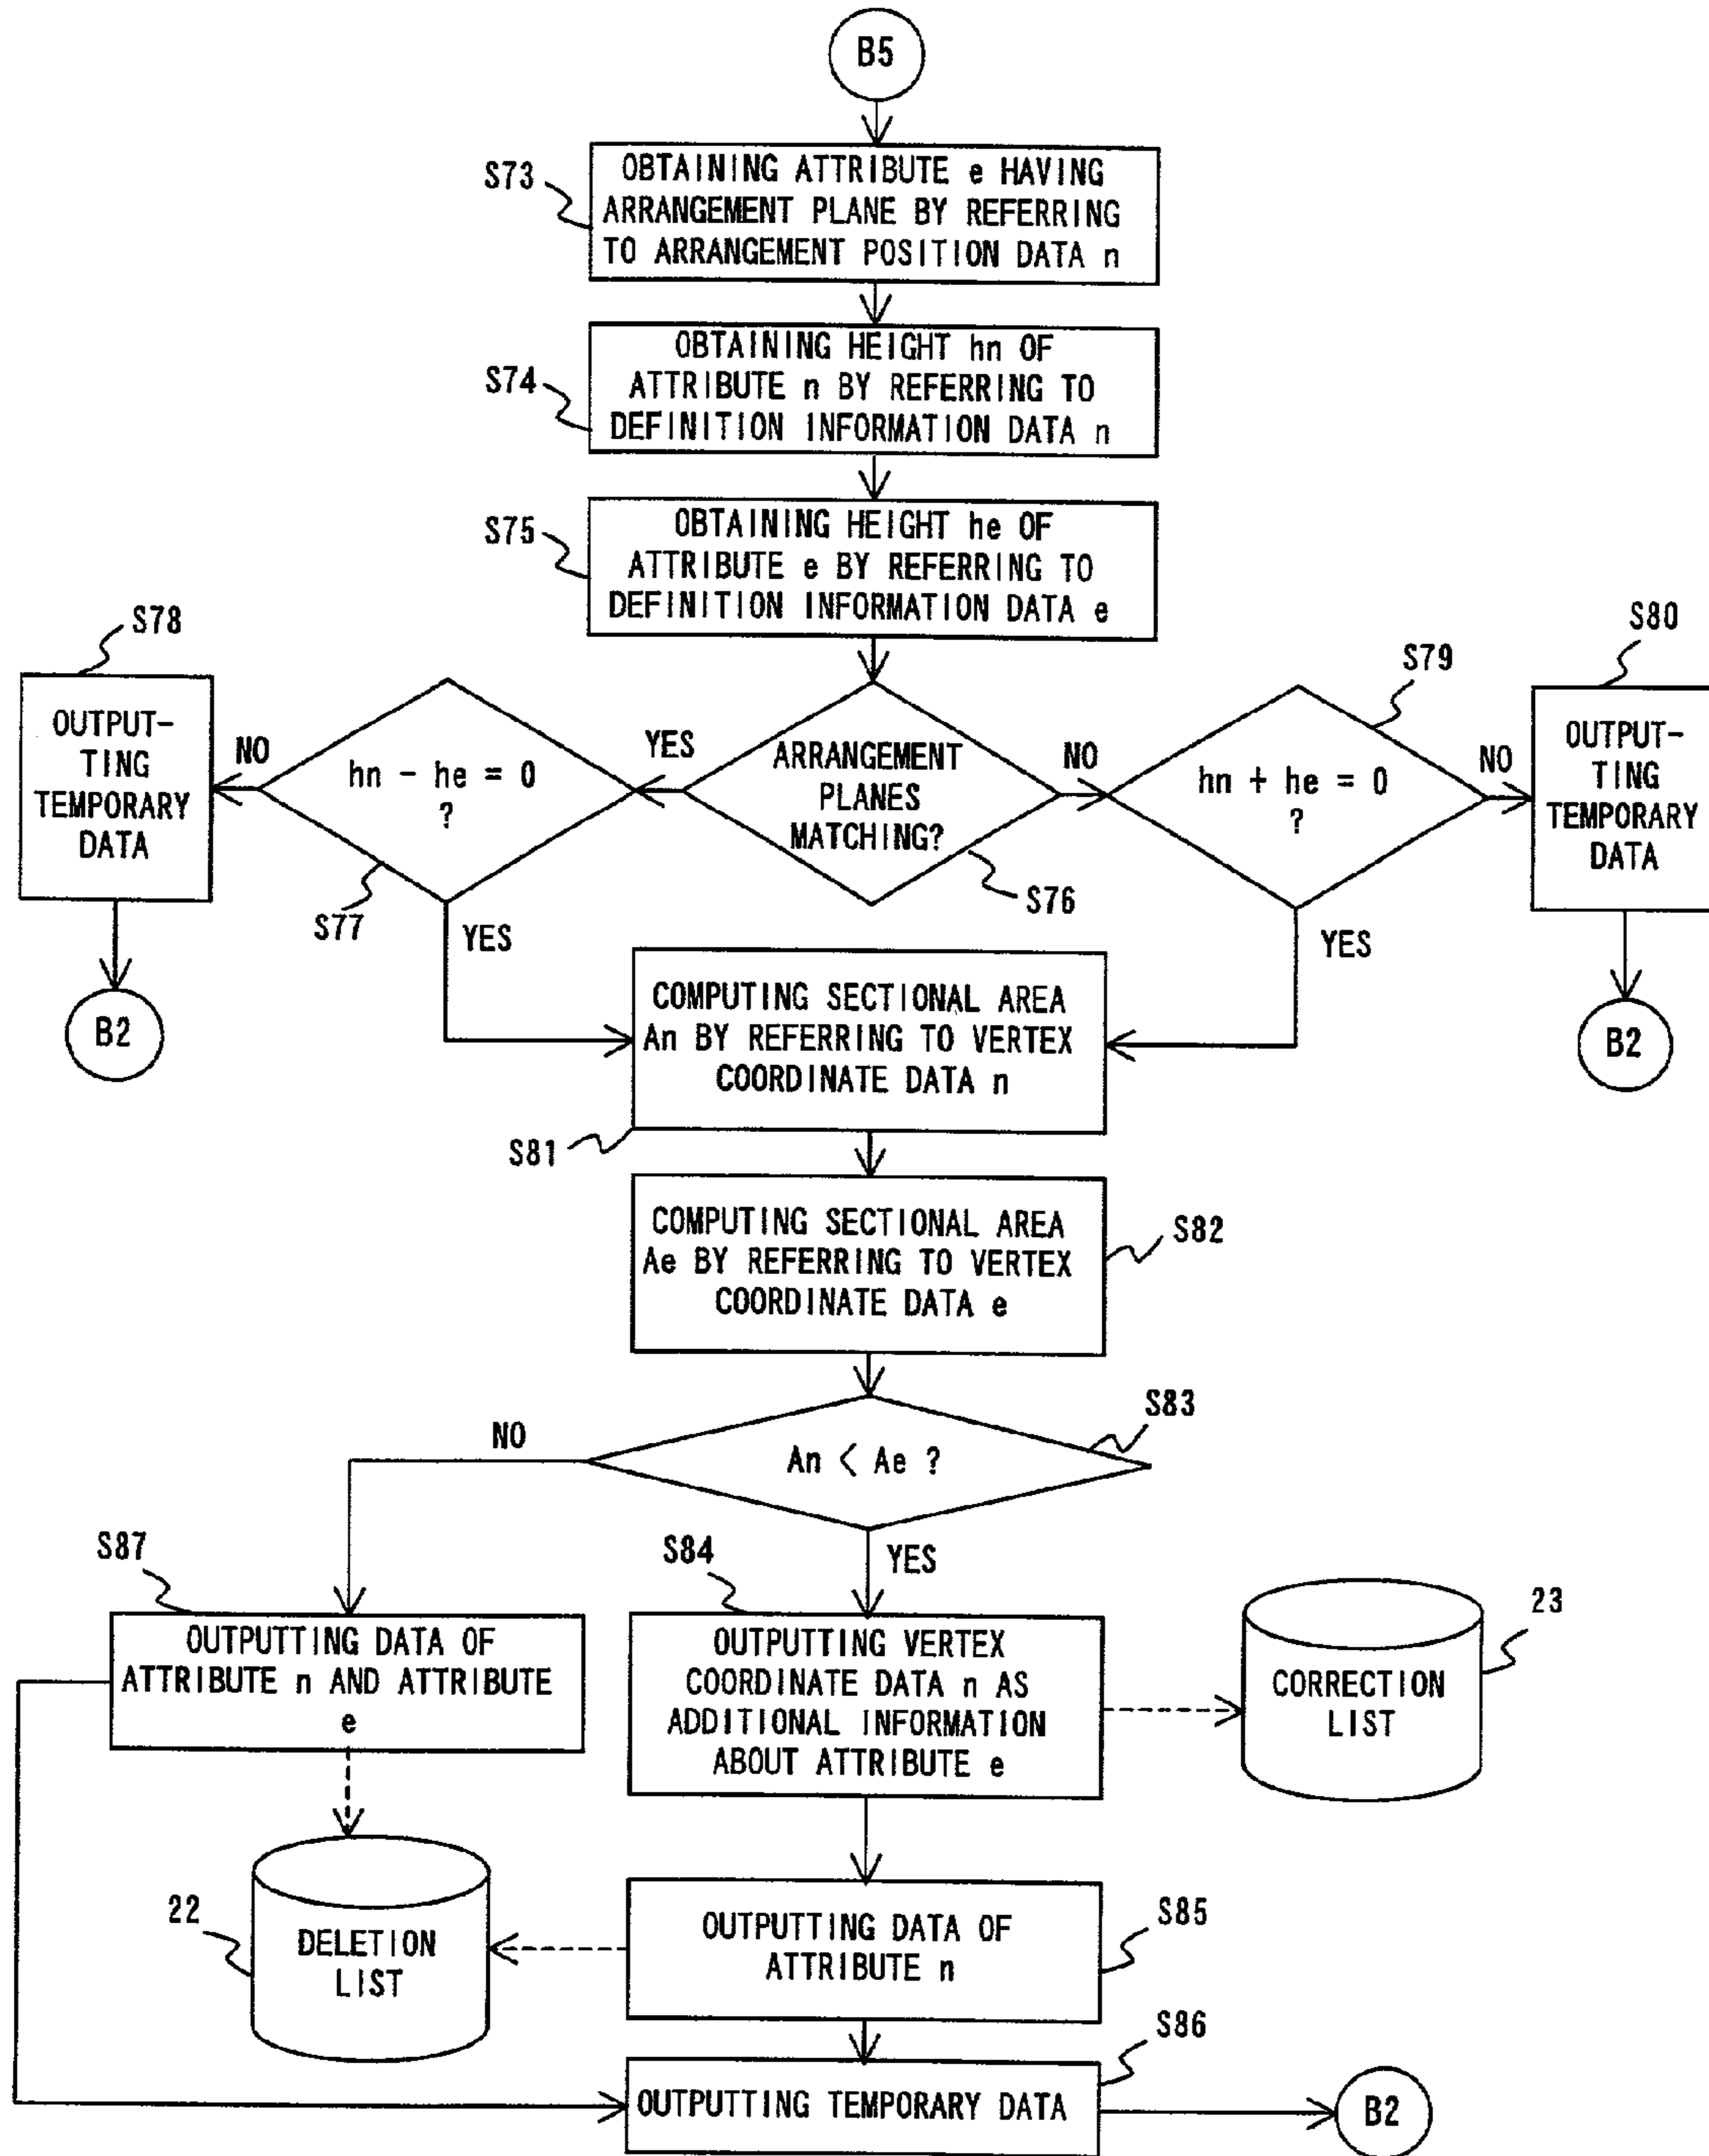 B5
S73
OBTAINING ATTRIBUTE e HAVING
ARRANGEMENT PLANE BY REFERRING
TO ARRANGEMENT POSITION DATA n
S74
OBTAINING HEIGHT hn OF
ATTRIBUTE n BY REFERRING TO
DEFINITION INFORMATION DATA n
S75
OBTAINING HEIGHT he OF
ATTRIBUTE e BY REFERRING TO
DEFINITION INFORMATION DATA e
S78
OUTPUT-
TING
TEMPORARY
DATA
NO
hn - he = 0
?
S77
YES
YES
ARRANGEMENT
PLANES
MATCHING?
S76
NO
S79
hn + he = 0
?
YES
NO
S80
OUTPUT-
TING
TEMPORARY
DATA
B2
B2
COMPUTING SECTIONAL AREA
An BY REFERRING TO VERTEX
COORDINATE DATA n
S81
COMPUTING SECTIONAL AREA
Ae BY REFERRING TO VERTEX
COORDINATE DATA e
S82
An < Ae ?
S83
NO
YES
S87
OUTPUTTING DATA OF
ATTRIBUTE n AND ATTRIBUTE
e
S84
OUTPUTTING VERTEX
COORDINATE DATA n AS
ADDITIONAL INFORMATION
ABOUT ATTRIBUTE e
23
CORRECTION
LIST
22
DELETION
LIST
OUTPUTTING DATA OF
ATTRIBUTE n
S85
S86
OUTPUTTING TEMPORARY DATA
B2